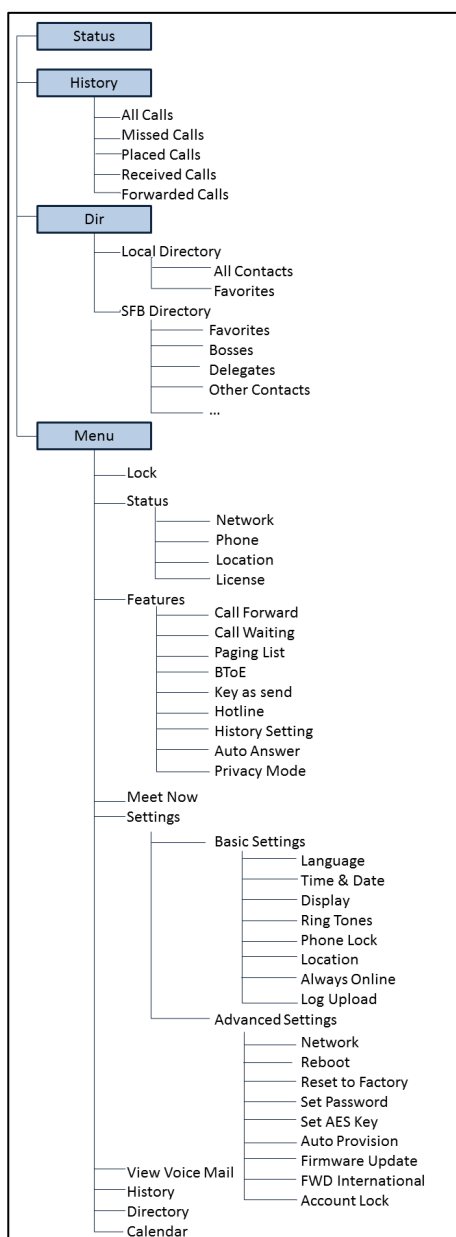 Status
History
All Calls
Missed Calls
Placed Calls
Received Calls
Forwarded Calls
Dir
Local Directory
All Contacts
Favorites
SFB Directory
Favorites
Bosses
Delegates
Other Contacts
...
Menu
Lock
Status
Network
Phone
Location
License
Features
Call Forward
Call Waiting
Paging List
BToE
Key as send
Hotline
History Setting
Auto Answer
Privacy Mode
Meet Now
Settings
Basic Settings
Language
Time & Date
Display
Ring Tones
Phone Lock
Location
Always Online
Log Upload
Advanced Settings
Network
Reboot
Reset to Factory
Set Password
Set AES Key
Auto Provision
Firmware Update
FWD International
Account Lock
View Voice Mail
History
Directory
Calendar